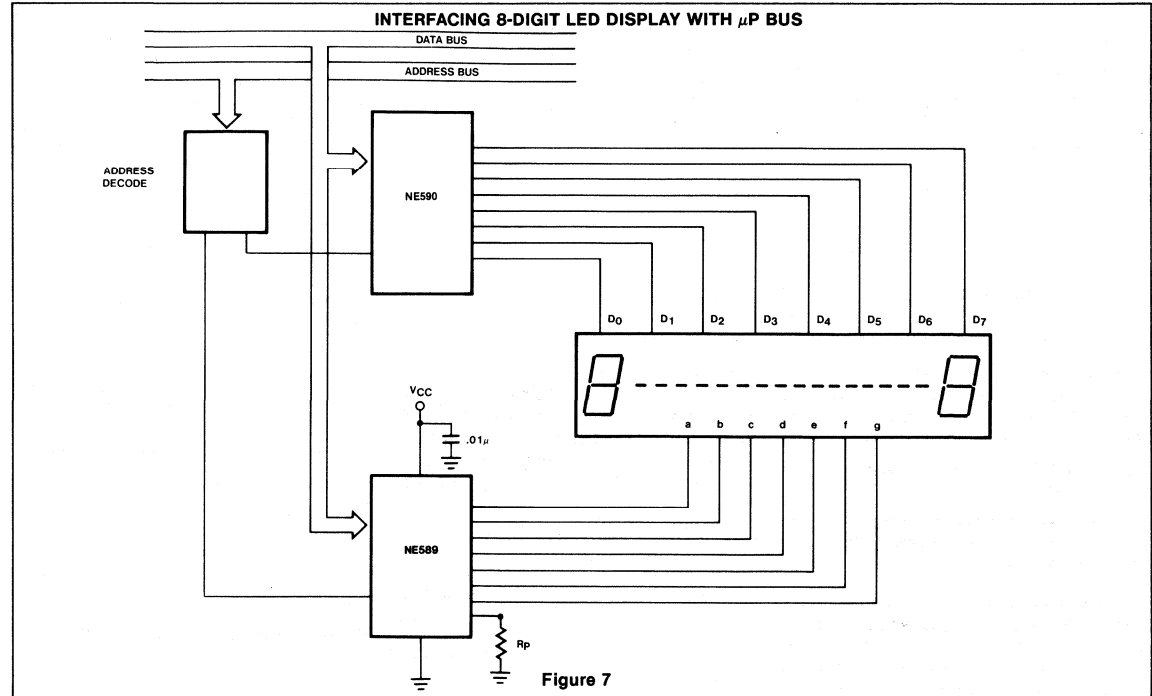 INTERFACING 8-DIGIT LED DISPLAY WITH μP BUS
DATA BUS
ADDRESS BUS
ADDRESS
DECODE
NE590
D0 D1 D2 D3 D4 D5 D6 D7
VCC
.01μ
a b c d e f g
NE589
Rp
Figure 7